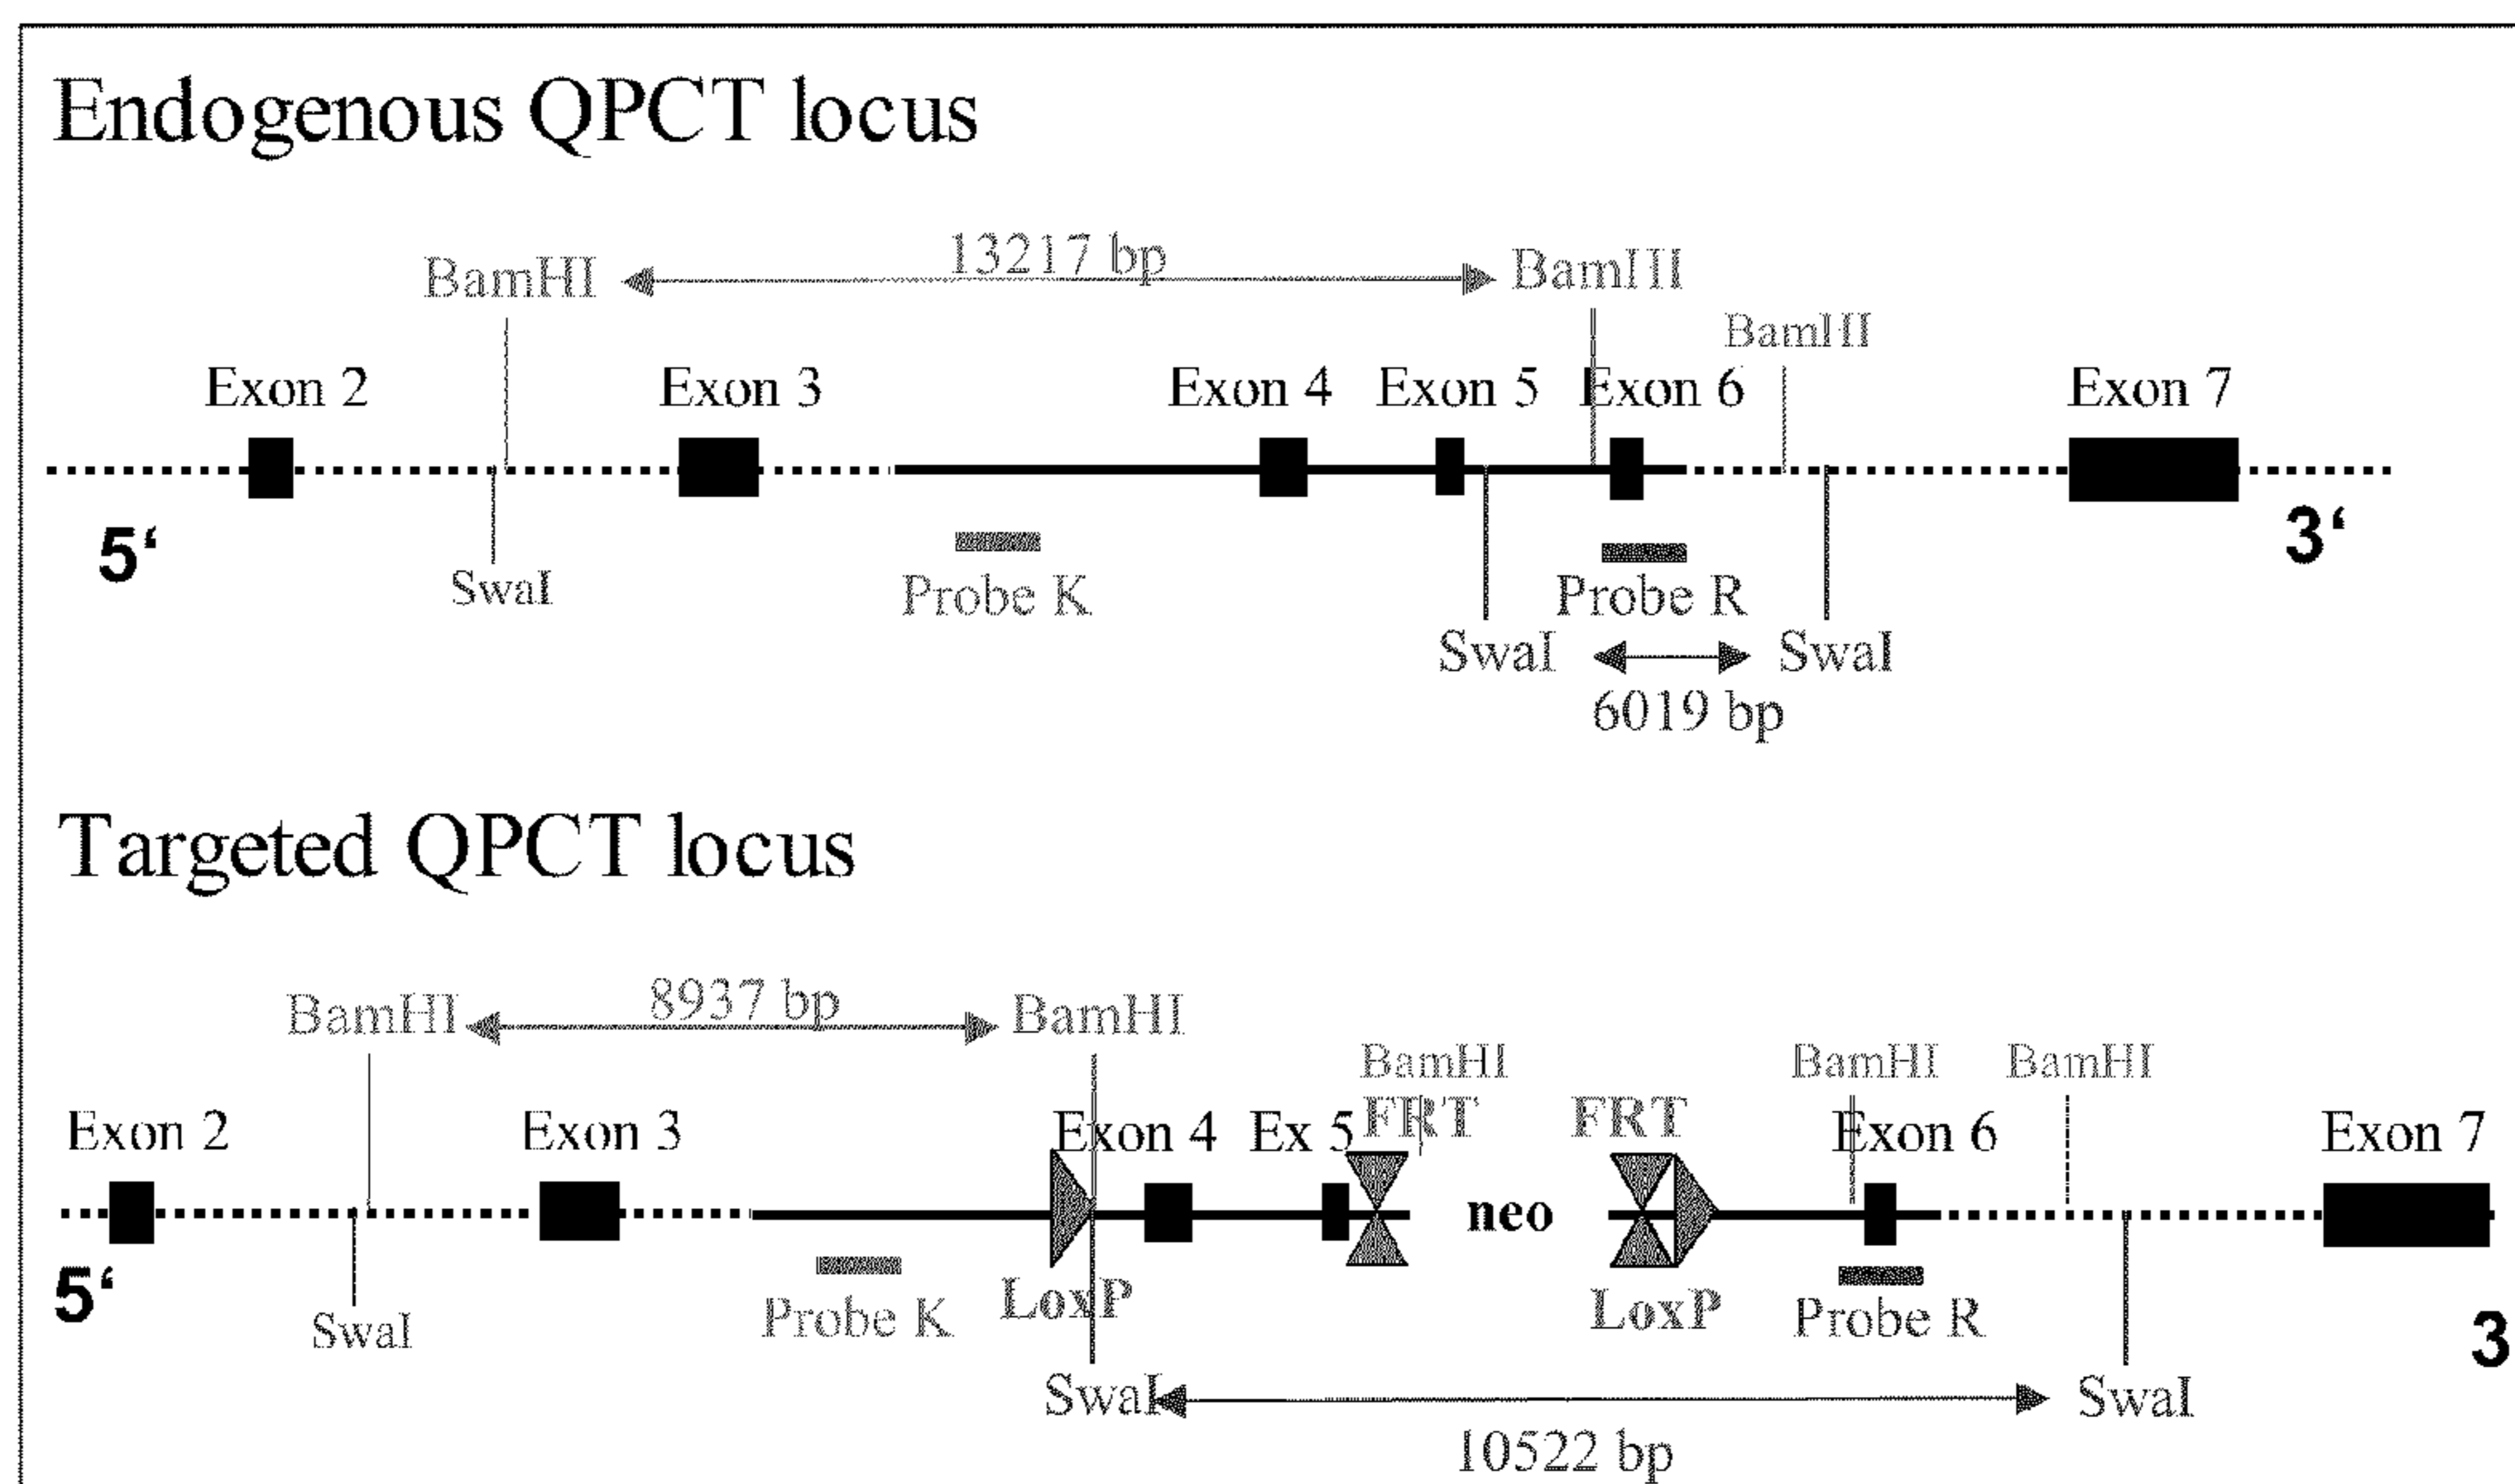 Endogenous QPCT locus
13217 bp
BamHI BamHI
BamHI
Exon 2 Exon 3 Exon 4 Exon 5 Exon 6 Exon 7
5‘ 3‘
SwaI Probe K Probe R
SwaI SwaI
6019 bp
Targeted QPCT locus
8937 bp
BamHI BamHI
BamHI BamHI BamHI
FRT FRT
Exon 2 Exon 3 Exon 4 Ex 5 Exon 6 Exon 7
neo
5‘ LoxP LoxP
SwaI Probe K Probe R 3
SwaI SwaI
10522 bp